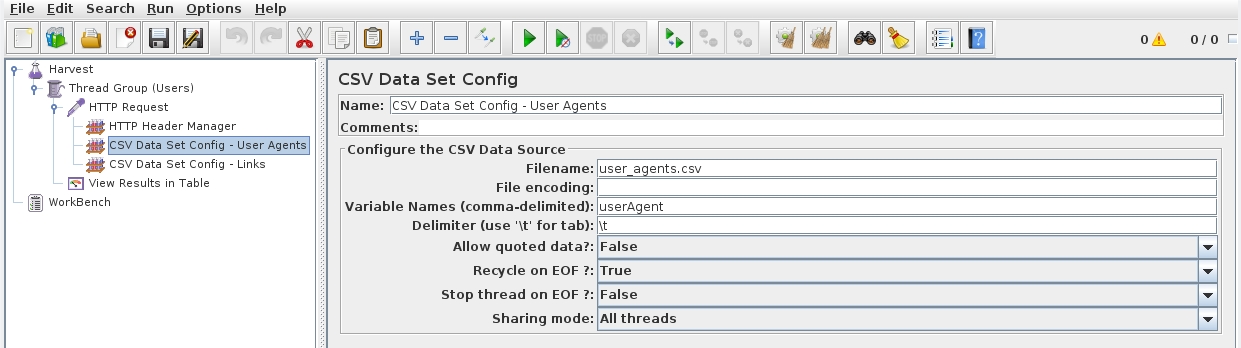 File Edit Search Run Options Help
0 0 / 0
Harvest
Thread Group (Users)
HTTP Request
HTTP Header Manager
CSV Data Set Config - User Agents
CSV Data Set Config - Links
View Results in Table
WorkBench
CSV Data Set Config
Name: CSV Data Set Config - User Agents
Comments:
Configure the CSV Data Source
Filename: user_agents.csv
File encoding:
Variable Names (comma-delimited): userAgent
Delimiter (use '\t' for tab): \t
Allow quoted data?: False
Recycle on EOF ?: True
Stop thread on EOF ?: False
Sharing mode: All threads